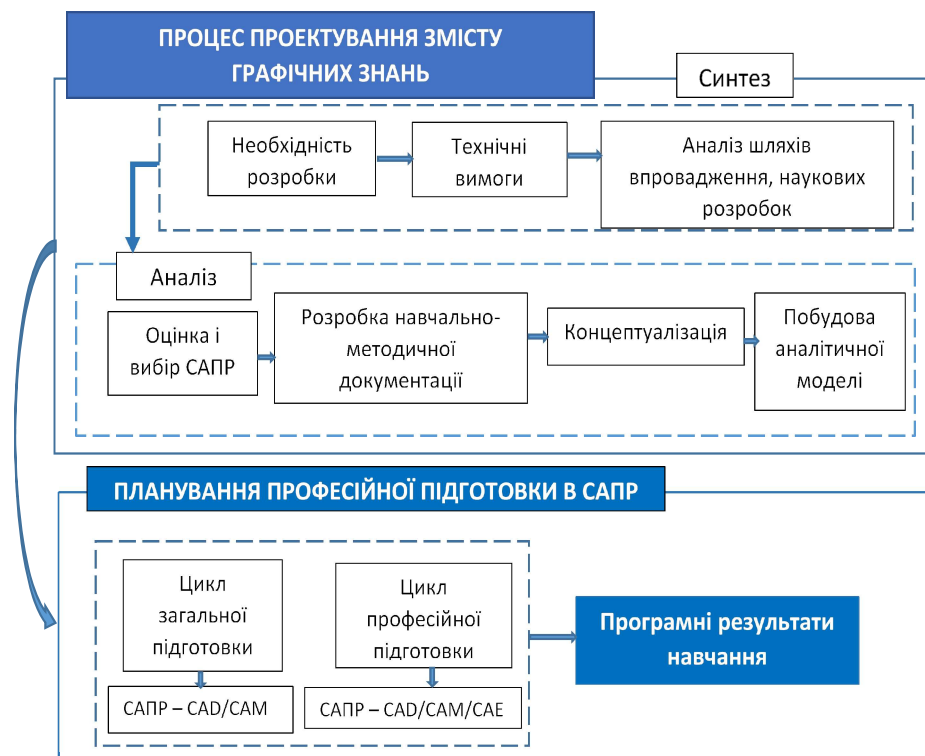 ПРОЦЕС ПРОЕКТУВАННЯ ЗМІСТУ
ГРАФІЧНИХ ЗНАНЬ
Синтез
Необхідність
розробки
Технічні
вимоги
Аналіз шляхів
впровадження, наукових
розробок
Аналіз
Оцінка і
вибір САПР
Розробка навчально-
методичної
документації
Концептуалізація
Побудова
аналітичної
моделі
ПЛАНУВАННЯ ПРОФЕСІЙНОЇ ПІДГОТОВКИ В САПР
Цикл
загальної
підготовки
Цикл
професійної
підготовки
САПР – CAD/CAM
САПР – CAD/CAM/CAE
Програмні результати
навчання